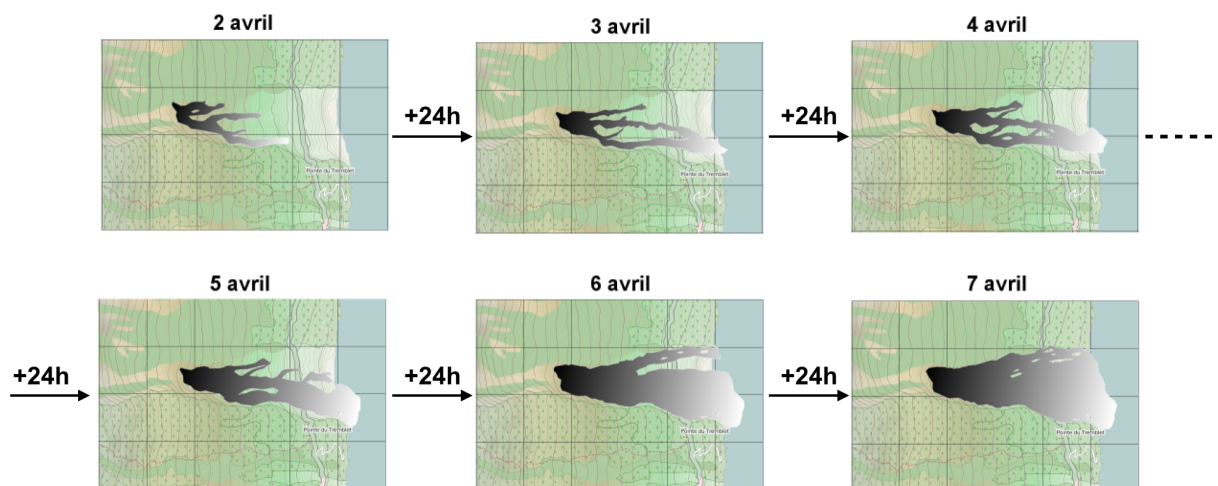 2 avril
3 avril
4 avril
+24h
+24h
Pointe du Tremblet
Pointe du Tremblet
Pointe du Tremblet
5 avril
6 avril
7 avril
+24h
+24h
+24h
Pointe du Tremblet
Pointe du Tremblet
Pointe du Tremblet